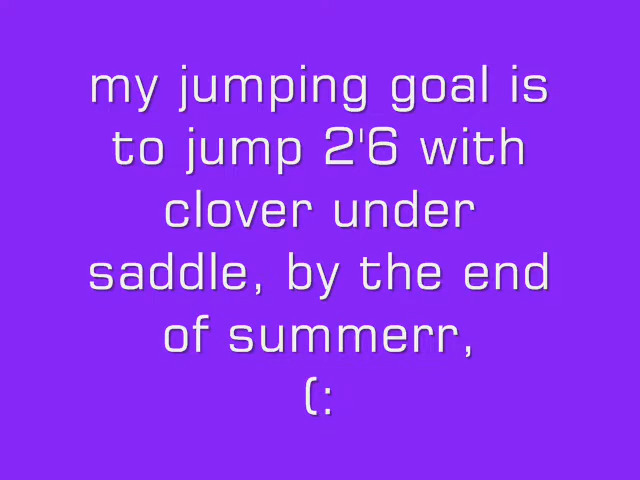 my jumping goal is
to jump 2'6 with
clover under
saddle, by the end
of summerr,
(: